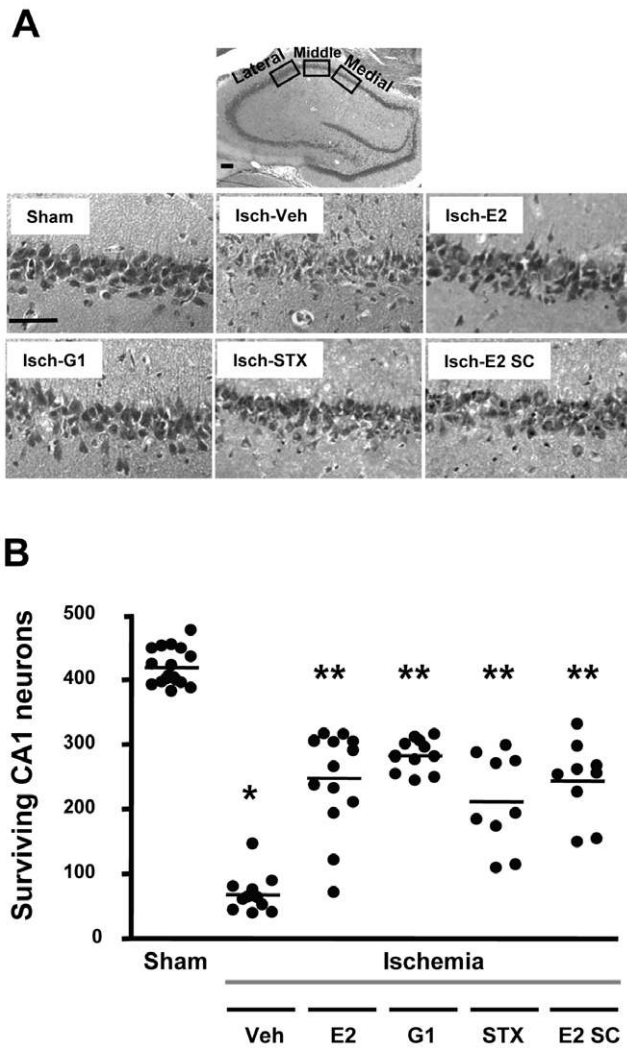 A
Lateral Middle Medial
Sham Isch-Veh Isch-E2
Isch-G1 Isch-STX Isch-E2 SC
B
Surviving CA1 neurons
500
400
300
200
100
0
*
** ** ** **
Sham Ischemia
Veh E2 G1 STX E2 SC